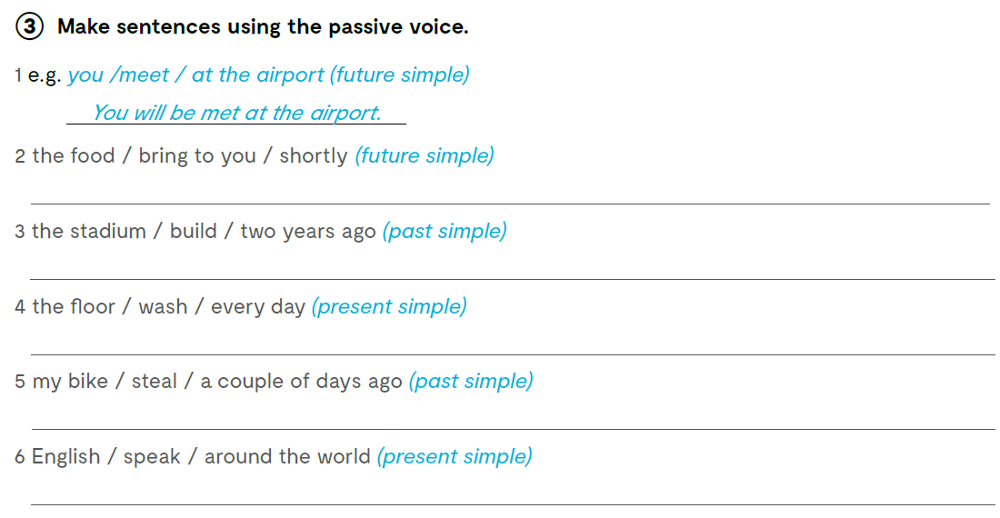 3 Make sentences using the passive voice.
1 e.g. you /meet / at the airport (future simple)
You will be met at the airport.
2 the food / bring to you / shortly (future simple)
3 the stadium / build / two years ago (past simple)
4 the floor / wash / every day (present simple)
5 my bike / steal / a couple of days ago (past simple)
6 English / speak / around the world (present simple)